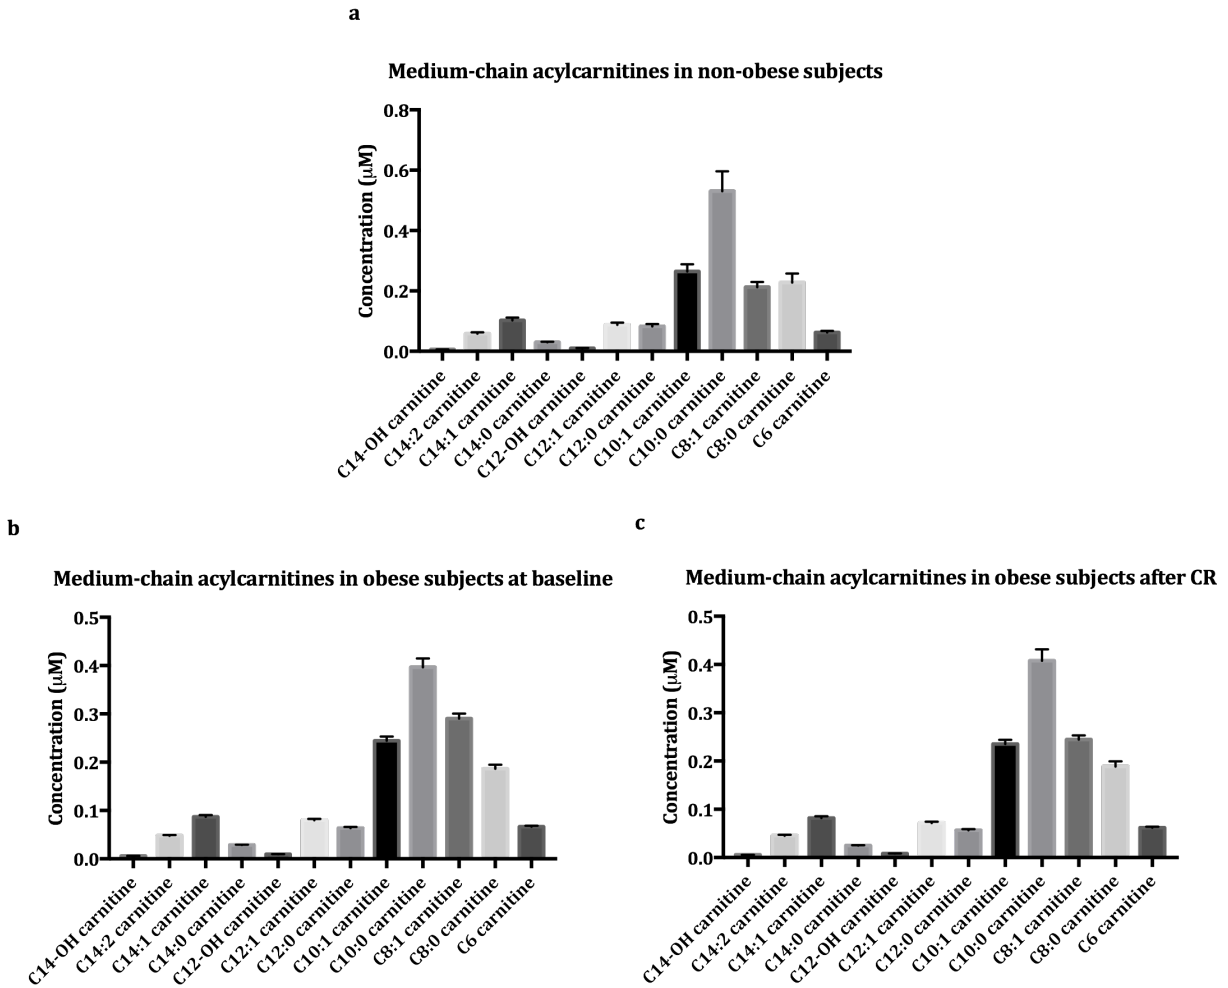 a
Medium-chain acylcarnitines in non-obese subjects
Concentration (µM)
0.8
0.6
0.4
0.2
0.0
C14-OH carnitine
C14:2 carnitine
C14:1 carnitine
C14:0 carnitine
C12-OH carnitine
C12:1 carnitine
C12:0 carnitine
C10:1 carnitine
C10:0 carnitine
C8:1 carnitine
C8:0 carnitine
C6 carnitine
b
Medium-chain acylcarnitines in obese subjects at baseline
Concentration (µM)
0.5
0.4
0.3
0.2
0.1
0.0
C14-OH carnitine
C14:2 carnitine
C14:1 carnitine
C14:0 carnitine
C12-OH carnitine
C12:1 carnitine
C12:0 carnitine
C10:1 carnitine
C10:0 carnitine
C8:1 carnitine
C8:0 carnitine
C6 carnitine
c
Medium-chain acylcarnitines in obese subjects after CR
Concentration (µM)
0.5
0.4
0.3
0.2
0.1
0.0
C14-OH carnitine
C14:2 carnitine
C14:1 carnitine
C14:0 carnitine
C12-OH carnitine
C12:1 carnitine
C12:0 carnitine
C10:1 carnitine
C10:0 carnitine
C8:1 carnitine
C8:0 carnitine
C6 carnitine